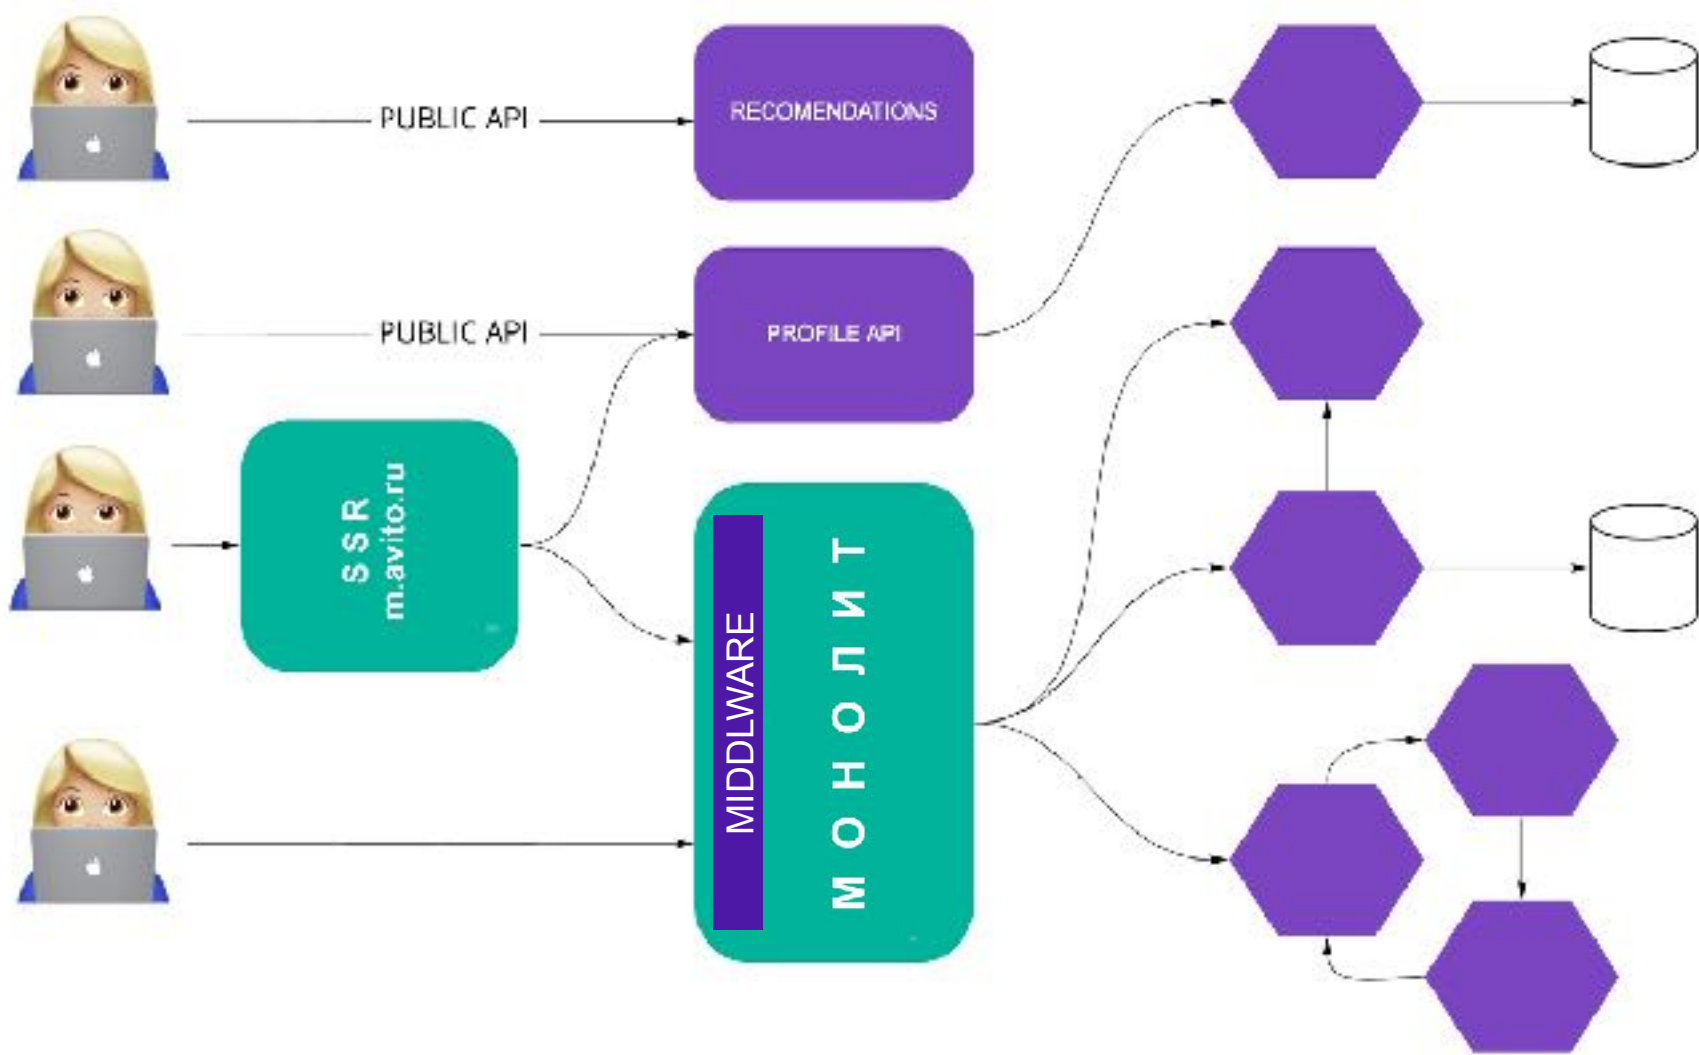 PUBLIC API
RECOMENDATIONS
PUBLIC API
PROFILE API
SSR
m.avito.ru
MIDDLWARE
МОНОЛИТ